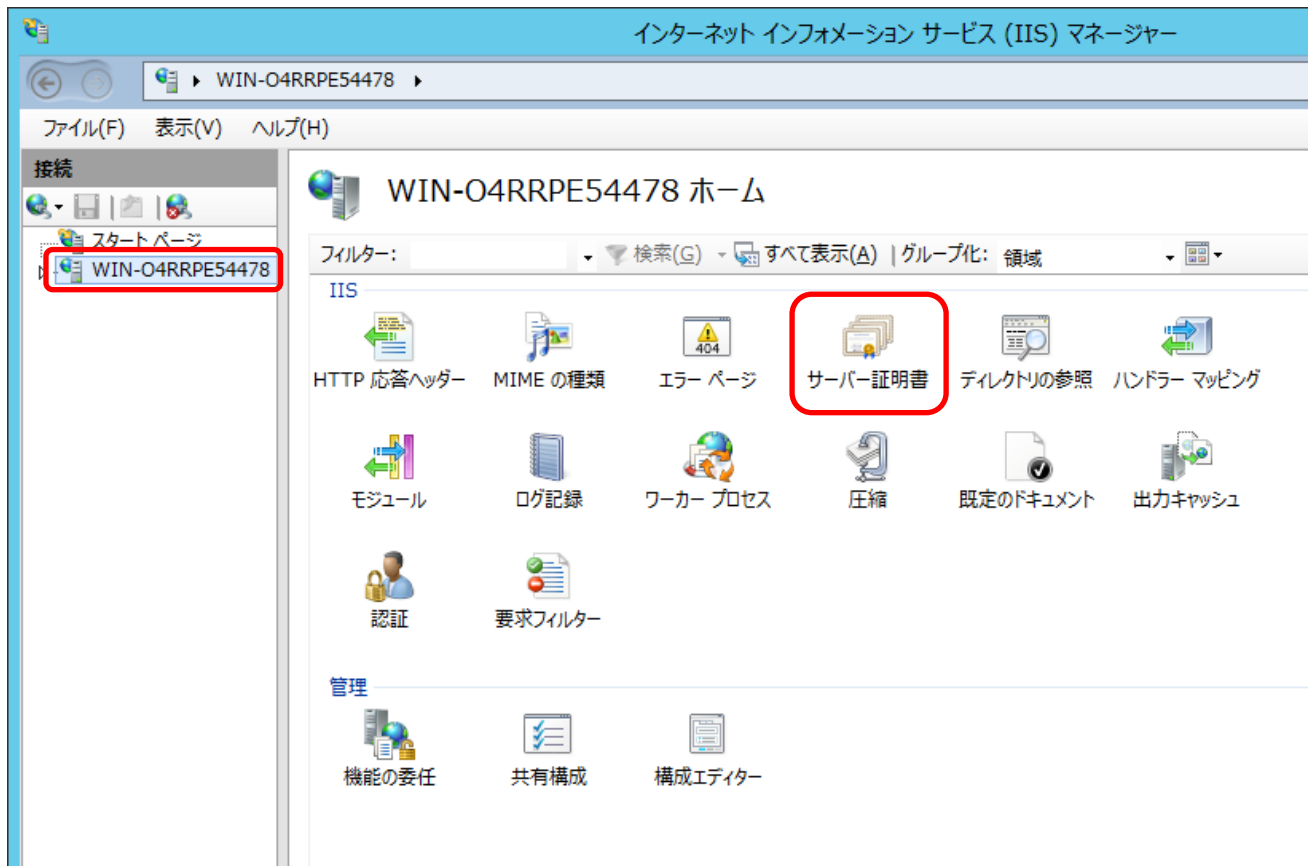 インターネット インフォメーション サービス (IIS) マネージャー
WIN-O4RRPE54478
ファイル(F) 表示(V) ヘルプ(H)
接続
スタート ページ
WIN-O4RRPE54478
WIN-O4RRPE54478 ホーム
フィルター: 検索(G) すべて表示(A) グループ化: 領域
IIS
HTTP 応答ヘッダー MIME の種類 エラー ページ サーバー証明書 ディレクトリの参照 ハンドラー マッピング
404
モジュール ログ記録 ワーカー プロセス 圧縮 既定のドキュメント 出力キャッシュ
認証 要求フィルター
管理
機能の委任 共有構成 構成エディター